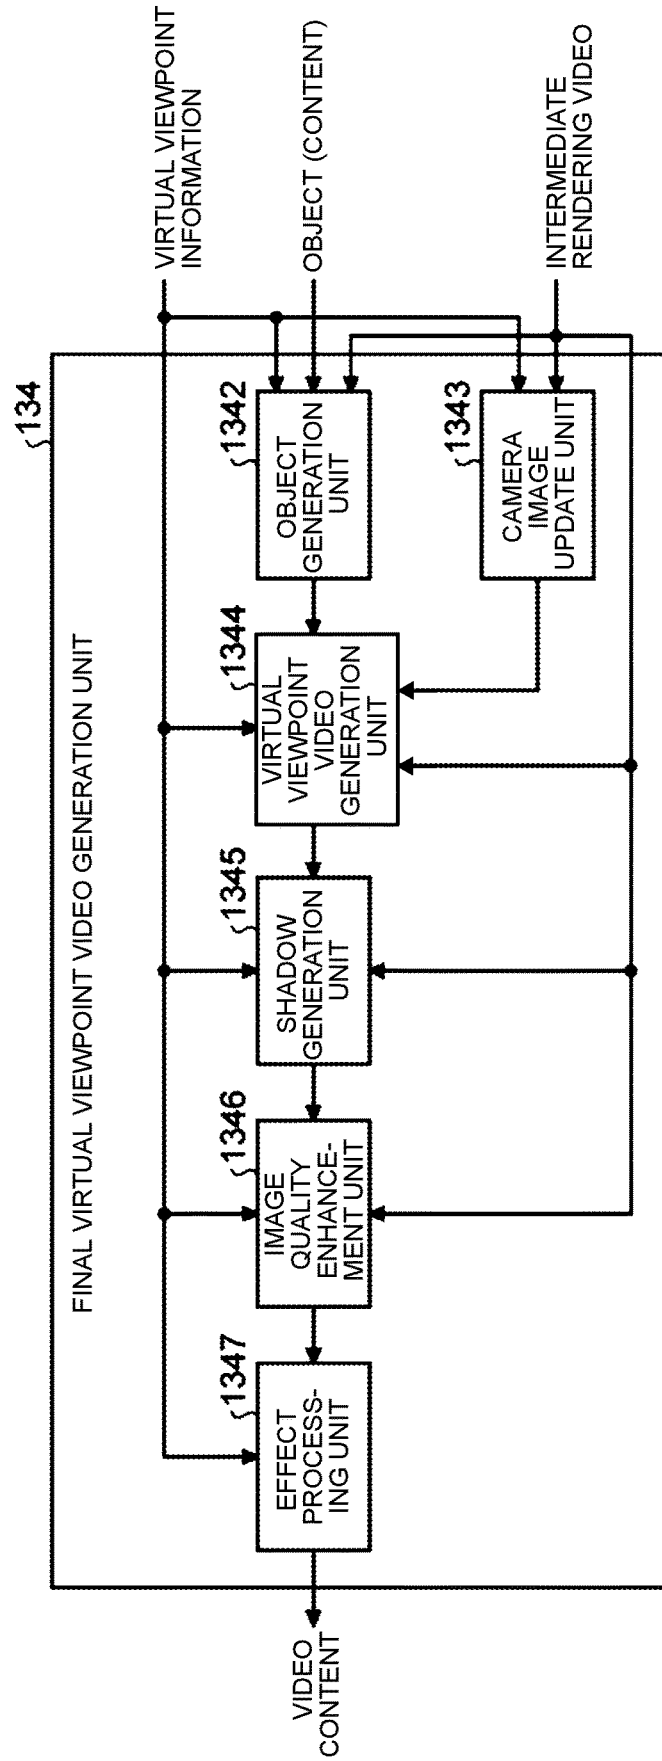 134
FINAL VIRTUAL VIEWPOINT VIDEO GENERATION UNIT
VIRTUAL VIEWPOINT
INFORMATION
OBJECT (CONTENT)
INTERMEDIATE
RENDERING VIDEO
1342
OBJECT
GENERATION
UNIT
1343
CAMERA
IMAGE
UPDATE UNIT
1344
VIRTUAL
VIEWPOINT
VIDEO
GENERATION
UNIT
1345
SHADOW
GENERATION
UNIT
1346
IMAGE
QUALITY
ENHANCE-
MENT UNIT
1347
EFFECT
PROCESS-
ING UNIT
VIDEO
CONTENT